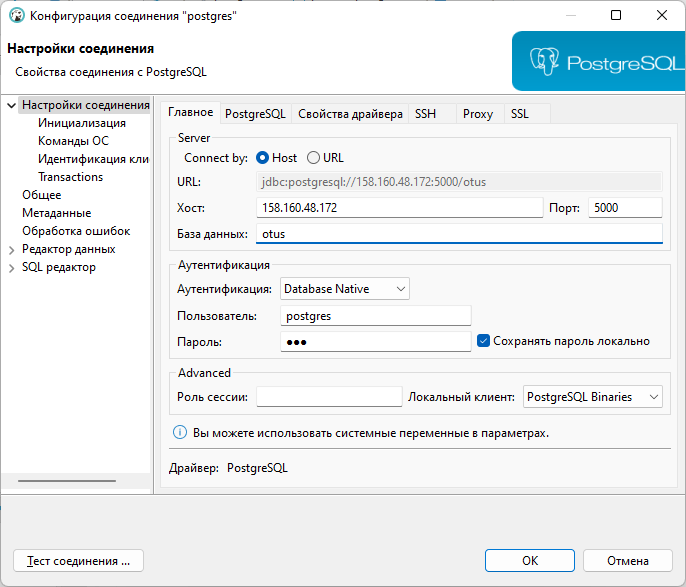 Конфигурация соединения "postgres"
Настройки соединения
Свойства соединения с PostgreSQL
PostgreSQL
Настройки соединения
Инициализация
Команды ОС
Идентификация кли
Transactions
Общее
Метаданные
Обработка ошибок
Редактор данных
SQL редактор
Главное PostgreSQL Свойства драйвера SSH Proxy SSL
Server
Connect by: Host URL
URL: jdbc:postgresql://158.160.48.172:5000/otus
Хост: 158.160.48.172 Порт: 5000
База данных: otus
Аутентификация
Аутентификация: Database Native
Пользователь: postgres
Пароль: ●●● Сохранять пароль локально
Advanced
Роль сессии: Локальный клиент: PostgreSQL Binaries
Вы можете использовать системные переменные в параметрах.
Драйвер: PostgreSQL
Тест соединения ... ОК Отмена